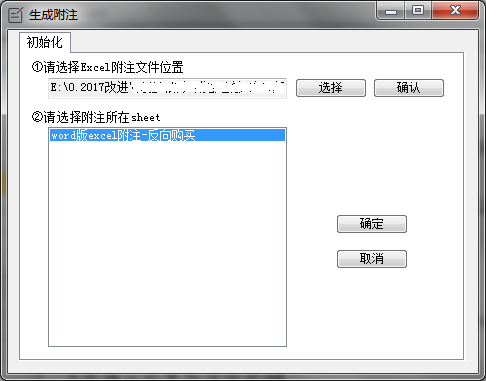 生成附注
初始化
①请选择Excel附注文件位置
E:\0.2017改进
选择
确认
②请选择附注所在sheet
word版excel附注-反向购买
确定
取消